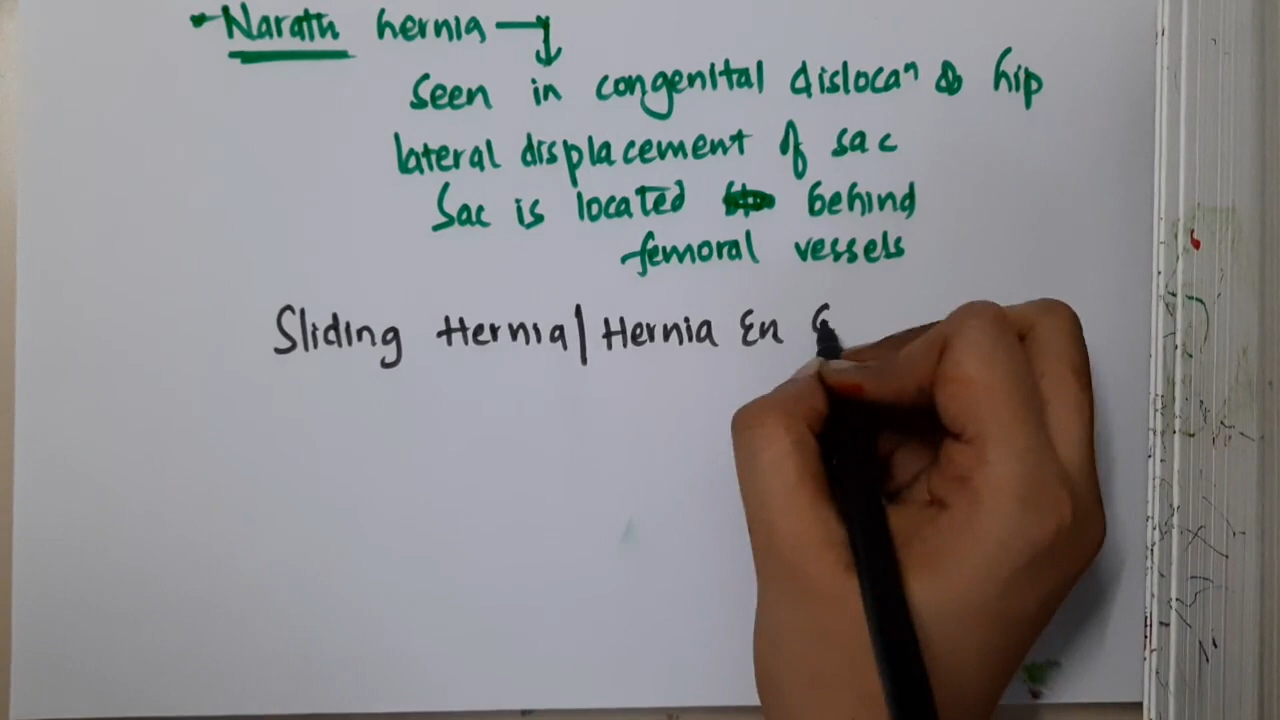 Narath hernia
Seen in congenital dislocaⁿ hip
lateral displacement of sac
Sac is located behind
femoral vessels
Sliding Hernia | Hernia En G